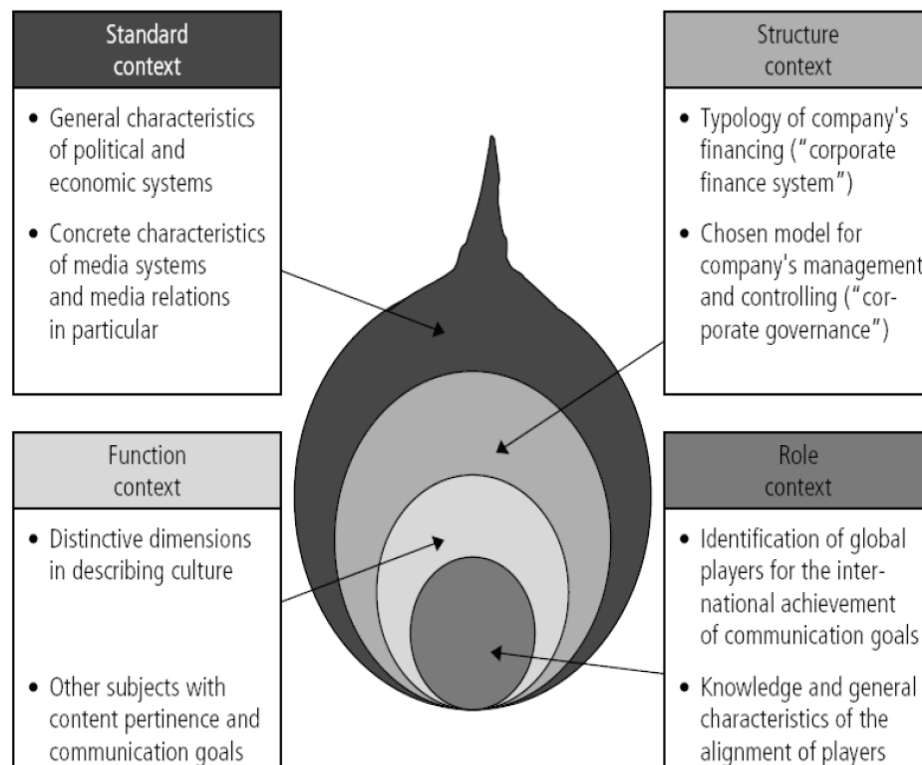 Standard
context
• General characteristics
of political and
economic systems
• Concrete characteristics
of media systems
and media relations
in particular
Structure
context
• Typology of company's
financing ("corporate
finance system")
• Chosen model for
company's management
and controlling ("cor-
porate governance")
Function
context
• Distinctive dimensions
in describing culture
• Other subjects with
content pertinence and
communication goals
Role
context
• Identification of global
players for the inter-
national achievement
of communication goals
• Knowledge and general
characteristics of the
alignment of players